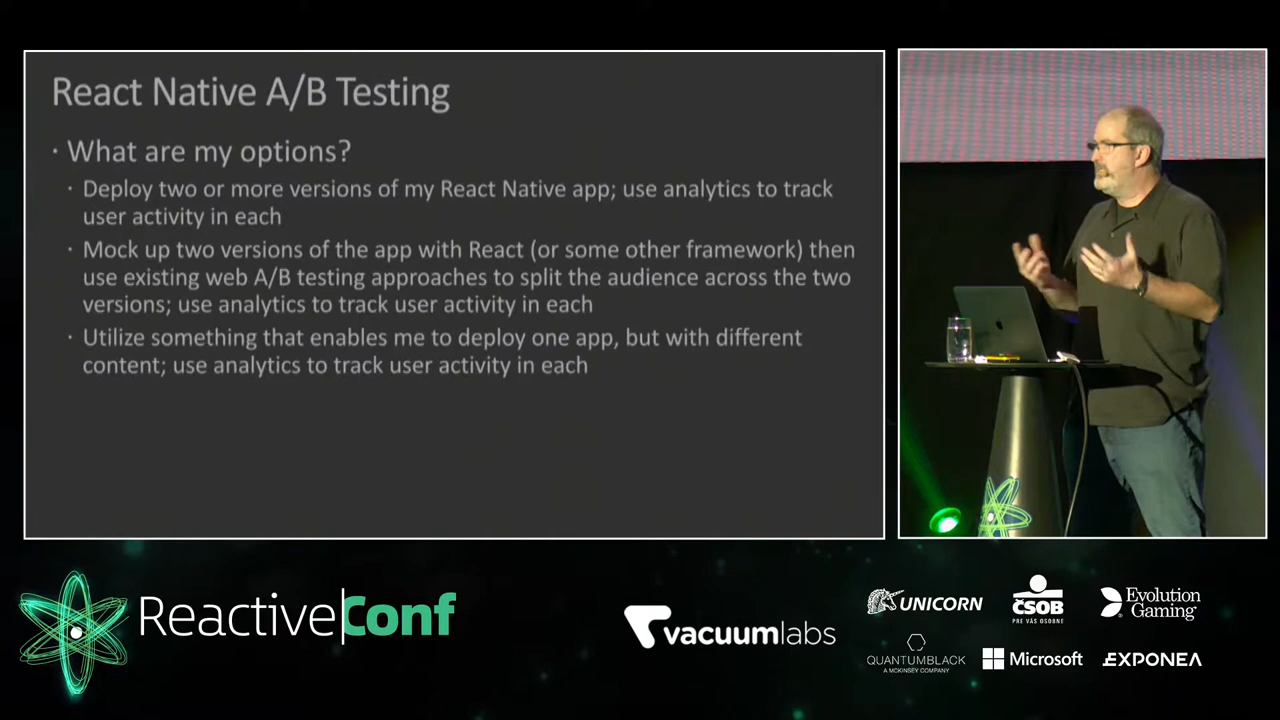 React Native A/B Testing
· What are my options?
· Deploy two or more versions of my React Native app; use analytics to track
user activity in each
· Mock up two versions of the app with React (or some other framework) then
use existing web A/B testing approaches to split the audience across the two
versions; use analytics to track user activity in each
· Utilize something that enables me to deploy one app, but with different
content; use analytics to track user activity in each
Reactive|Conf
vacuumlabs
UNICORN
ČSOB
PRE VÁS OSOBNE
Evolution
Gaming
QUANTUMBLACK
A MCKINSEY COMPANY
Microsoft
EXPONEA